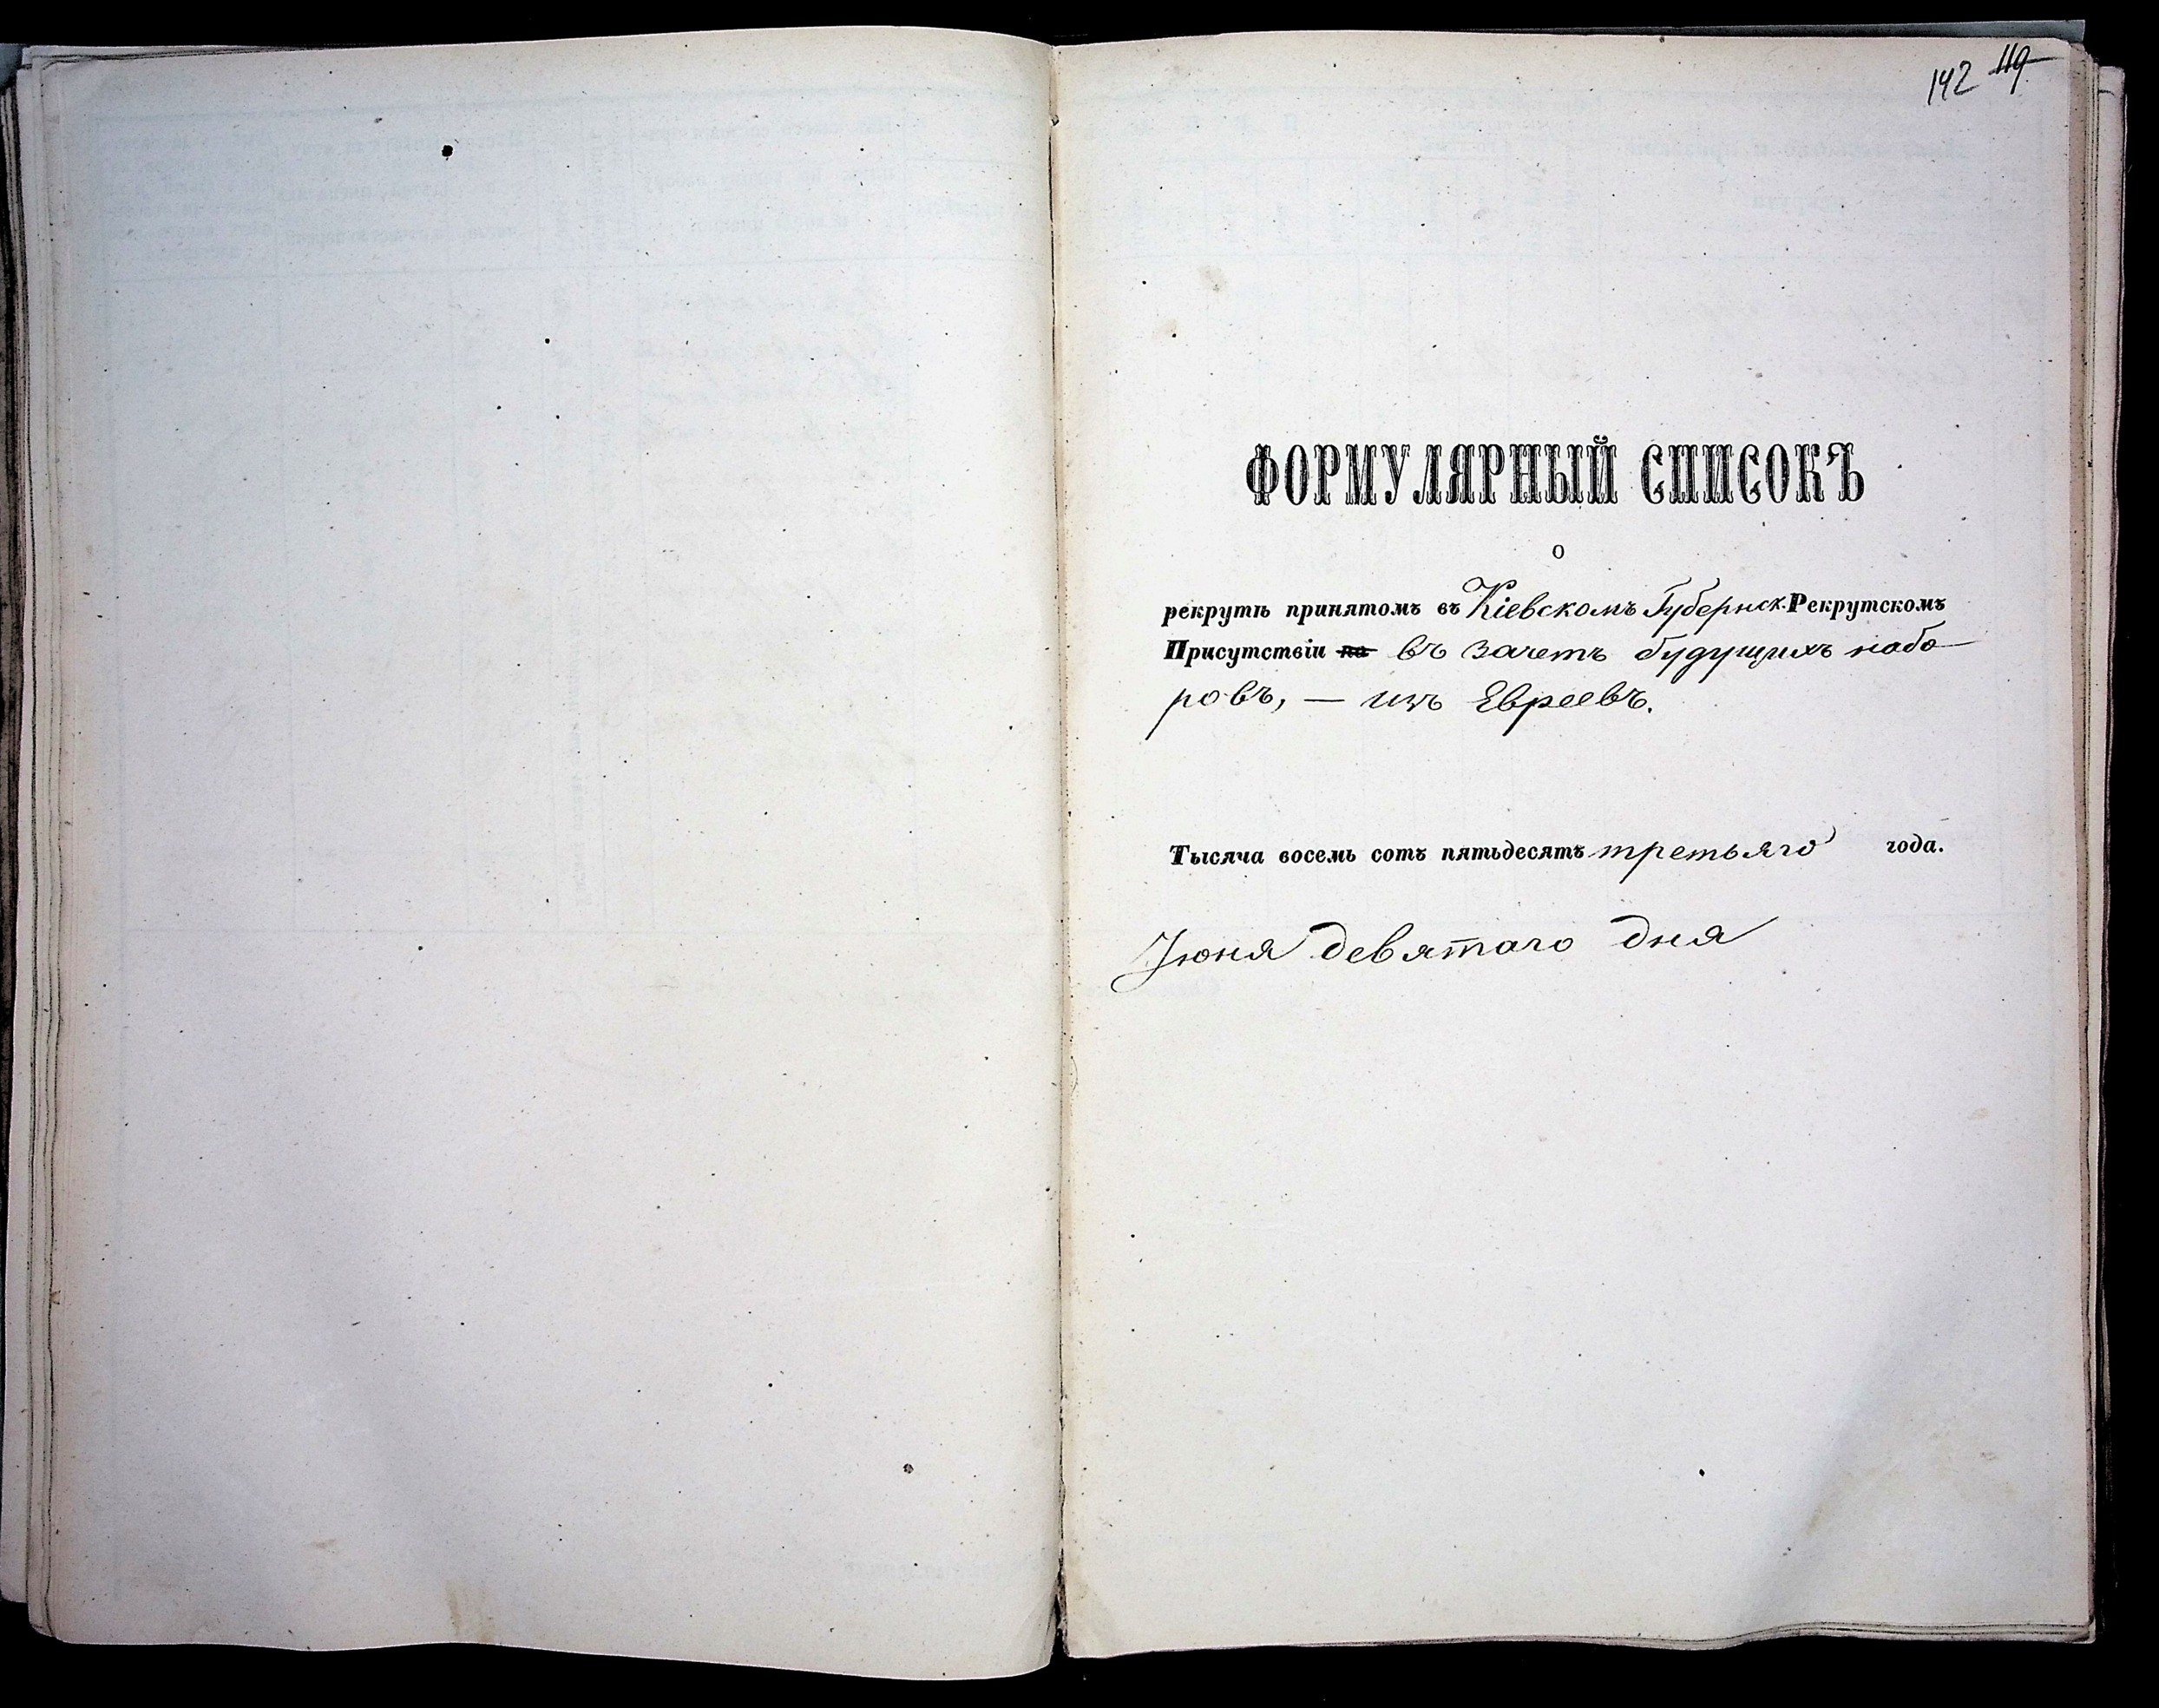 142 119
ФОРМУЛЯРНЫЙ СПИСОКЪ
о
рекрутѣ принятомъ въ Кіевскомъ Губернск. Рекрутскомъ
Присутствіи по въ зачетъ будущихъ набо
ровъ, — изъ Евреевъ.
Тысяча восемь сотъ пятьдесятъ третьяго года.
Іюня девятаго дня